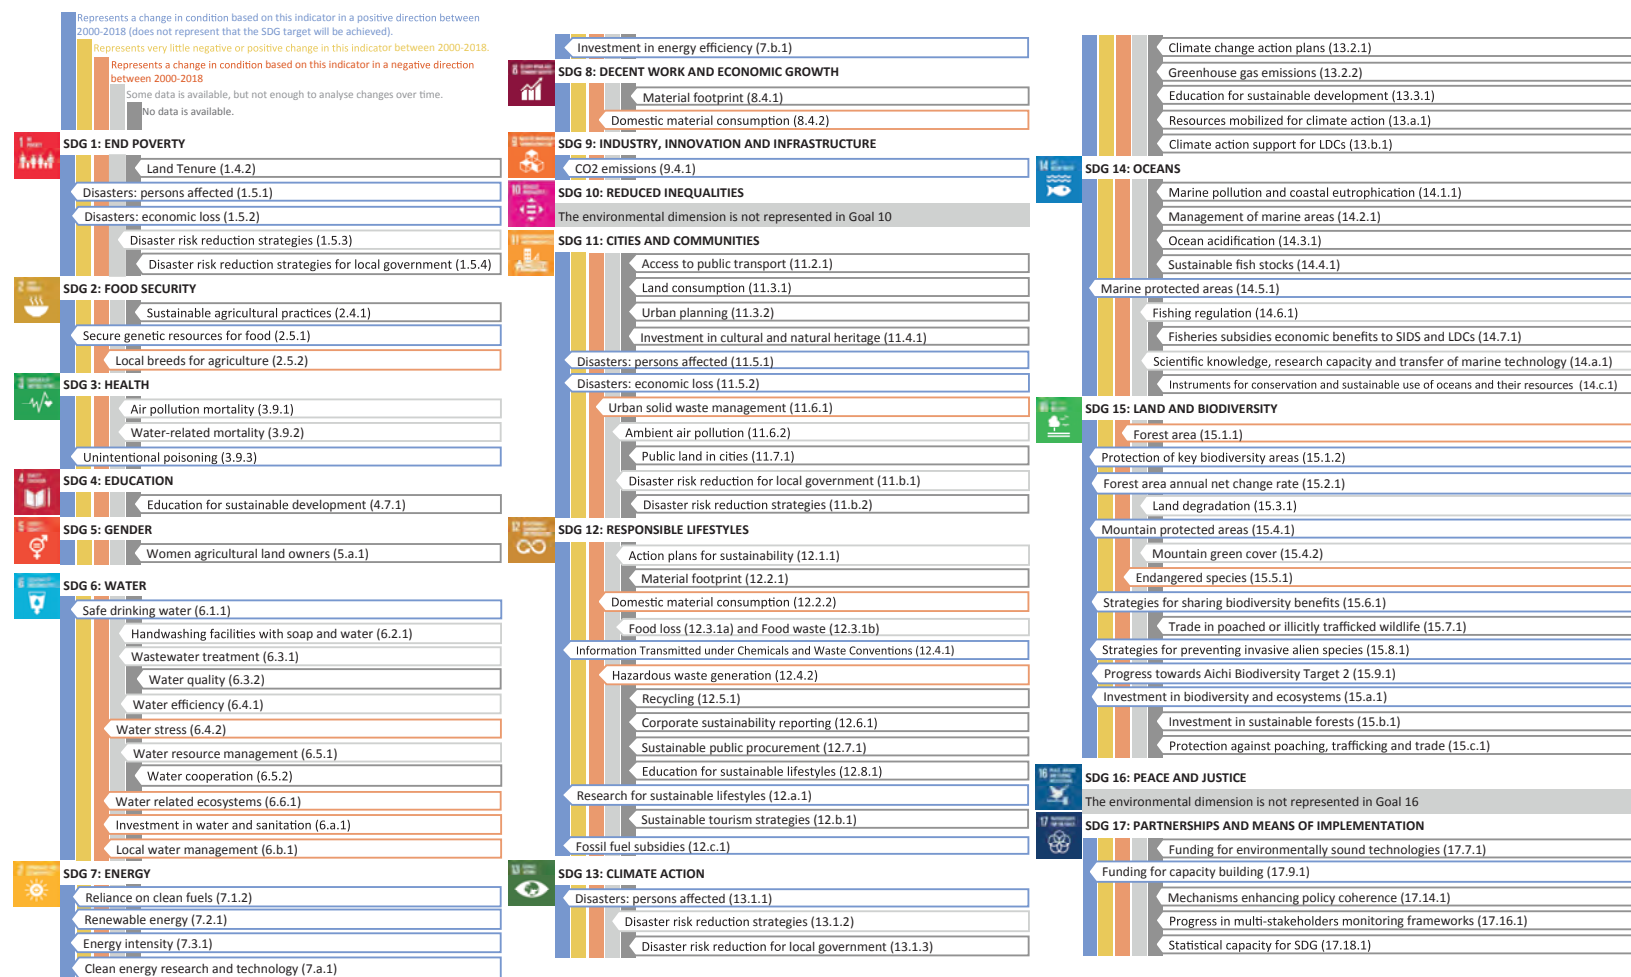 Represents a change in condition based on this indicator in a positive direction between
2000-2018 (does not represent that the SDG target will be achieved).
Represents very little negative or positive change in this indicator between 2000-2018.
Represents a change in condition based on this indicator in a negative direction
between 2000-2018
Some data is available, but not enough to analyse changes over time.
No data is available.
1
SDG 1: END POVERTY
Land Tenure (1.4.2)
Disasters: persons affected (1.5.1)
Disasters: economic loss (1.5.2)
Disaster risk reduction strategies (1.5.3)
Disaster risk reduction strategies for local government (1.5.4)
2
SDG 2: FOOD SECURITY
Sustainable agricultural practices (2.4.1)
Secure genetic resources for food (2.5.1)
Local breeds for agriculture (2.5.2)
3
SDG 3: HEALTH
Air pollution mortality (3.9.1)
Water-related mortality (3.9.2)
Unintentional poisoning (3.9.3)
4
SDG 4: EDUCATION
Education for sustainable development (4.7.1)
5
SDG 5: GENDER
Women agricultural land owners (5.a.1)
6
SDG 6: WATER
Safe drinking water (6.1.1)
Handwashing facilities with soap and water (6.2.1)
Wastewater treatment (6.3.1)
Water quality (6.3.2)
Water efficiency (6.4.1)
Water stress (6.4.2)
Water resource management (6.5.1)
Water cooperation (6.5.2)
Water related ecosystems (6.6.1)
Investment in water and sanitation (6.a.1)
Local water management (6.b.1)
SDG 7: ENERGY
Reliance on clean fuels (7.1.2)
Renewable energy (7.2.1)
Energy intensity (7.3.1)
Clean energy research and technology (7.a.1)
Investment in energy efficiency (7.b.1)
8
SDG 8: DECENT WORK AND ECONOMIC GROWTH
Material footprint (8.4.1)
Domestic material consumption (8.4.2)
SDG 9: INDUSTRY, INNOVATION AND INFRASTRUCTURE
CO2 emissions (9.4.1)
10
SDG 10: REDUCED INEQUALITIES
The environmental dimension is not represented in Goal 10
11
SDG 11: CITIES AND COMMUNITIES
Access to public transport (11.2.1)
Land consumption (11.3.1)
Urban planning (11.3.2)
Investment in cultural and natural heritage (11.4.1)
Disasters: persons affected (11.5.1)
Disasters: economic loss (11.5.2)
Urban solid waste management (11.6.1)
Ambient air pollution (11.6.2)
Public land in cities (11.7.1)
Disaster risk reduction for local government (11.b.1)
Disaster risk reduction strategies (11.b.2)
12
SDG 12: RESPONSIBLE LIFESTYLES
Action plans for sustainability (12.1.1)
Material footprint (12.2.1)
Domestic material consumption (12.2.2)
Food loss (12.3.1a) and Food waste (12.3.1b)
Information Transmitted under Chemicals and Waste Conventions (12.4.1)
Hazardous waste generation (12.4.2)
Recycling (12.5.1)
Corporate sustainability reporting (12.6.1)
Sustainable public procurement (12.7.1)
Education for sustainable lifestyles (12.8.1)
Research for sustainable lifestyles (12.a.1)
Sustainable tourism strategies (12.b.1)
Fossil fuel subsidies (12.c.1)
13
SDG 13: CLIMATE ACTION
Disasters: persons affected (13.1.1)
Disaster risk reduction strategies (13.1.2)
Disaster risk reduction for local government (13.1.3)
Climate change action plans (13.2.1)
Greenhouse gas emissions (13.2.2)
Education for sustainable development (13.3.1)
Resources mobilized for climate action (13.a.1)
Climate action support for LDCs (13.b.1)
14
SDG 14: OCEANS
Marine pollution and coastal eutrophication (14.1.1)
Management of marine areas (14.2.1)
Ocean acidification (14.3.1)
Sustainable fish stocks (14.4.1)
Marine protected areas (14.5.1)
Fishing regulation (14.6.1)
Fisheries subsidies economic benefits to SIDS and LDCs (14.7.1)
Scientific knowledge, research capacity and transfer of marine technology (14.a.1)
Instruments for conservation and sustainable use of oceans and their resources (14.c.1)
SDG 15: LAND AND BIODIVERSITY
Forest area (15.1.1)
Protection of key biodiversity areas (15.1.2)
Forest area annual net change rate (15.2.1)
Land degradation (15.3.1)
Mountain protected areas (15.4.1)
Mountain green cover (15.4.2)
Endangered species (15.5.1)
Strategies for sharing biodiversity benefits (15.6.1)
Trade in poached or illicitly trafficked wildlife (15.7.1)
Strategies for preventing invasive alien species (15.8.1)
Progress towards Aichi Biodiversity Target 2 (15.9.1)
Investment in biodiversity and ecosystems (15.a.1)
Investment in sustainable forests (15.b.1)
Protection against poaching, trafficking and trade (15.c.1)
16
SDG 16: PEACE AND JUSTICE
The environmental dimension is not represented in Goal 16
17
SDG 17: PARTNERSHIPS AND MEANS OF IMPLEMENTATION
Funding for environmentally sound technologies (17.7.1)
Funding for capacity building (17.9.1)
Mechanisms enhancing policy coherence (17.14.1)
Progress in multi-stakeholders monitoring frameworks (17.16.1)
Statistical capacity for SDG (17.18.1)